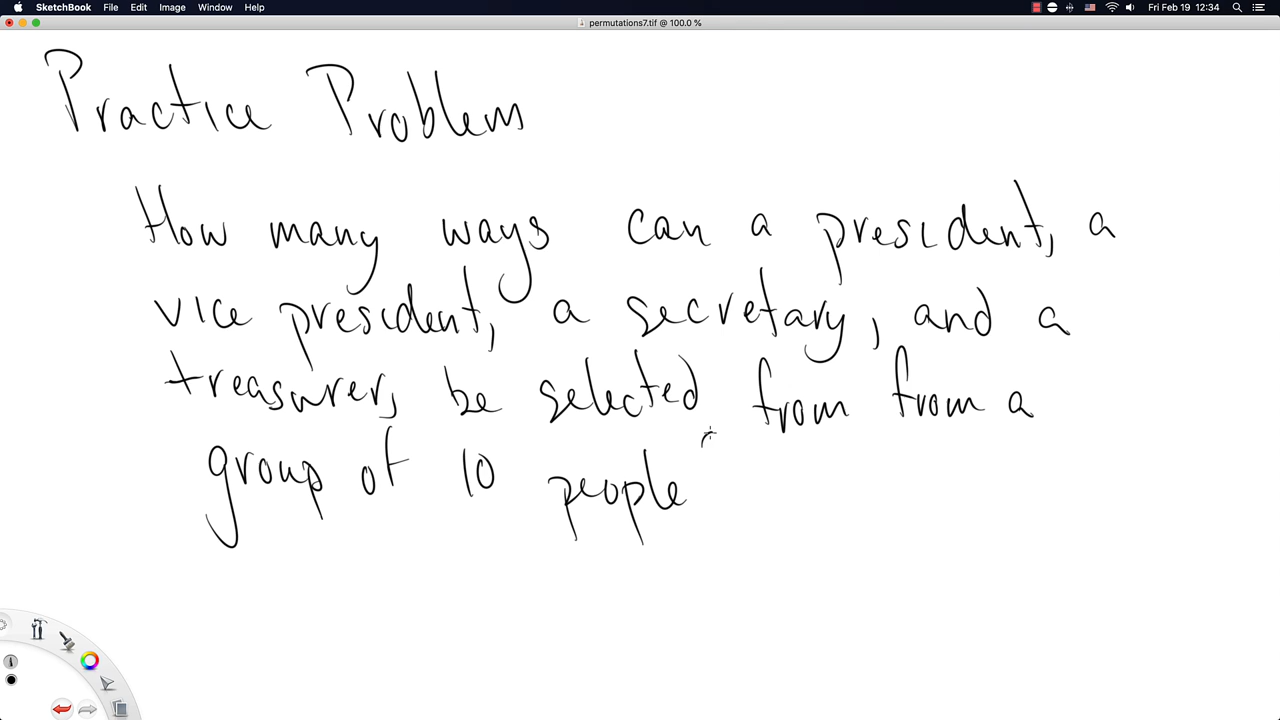 SketchBook File Edit Image Window Help Fri Feb 19 12:34
permutations7.tif @ 100.0 %
Practice Problem
How many ways can a president, a
vice president, a secretary, and a
treasurer, be selected from from a
group of 10 people